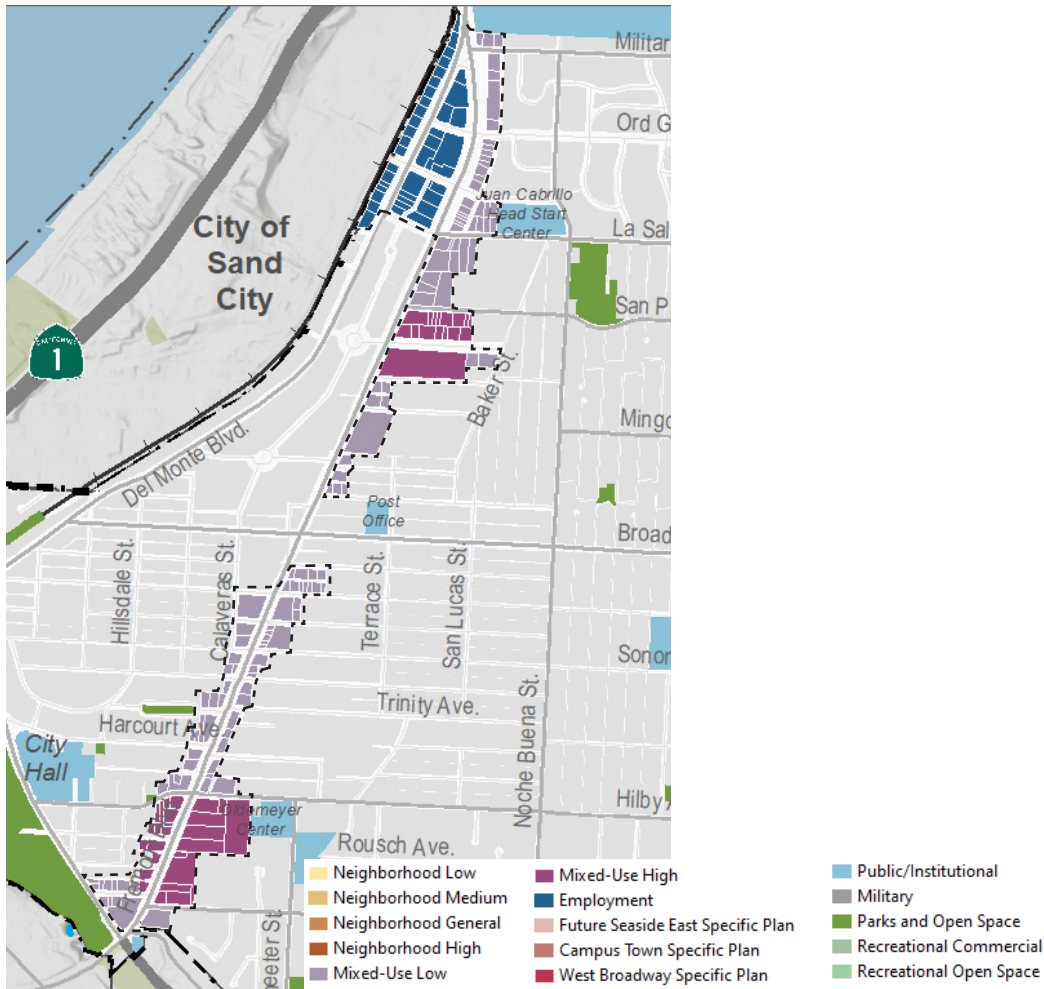 Militar
Ord G
Juan Cabrillo
Head Start
Center
La Sal
City of
Sand
City
San P
CALIFORNIA
1
Baker St.
Mingo
Del Monte Blvd.
Post
Office
Broad
Hillsdale St.
Calaveras St.
Terrace St.
San Lucas St.
Sonor
Noche Buena St.
Trinity Ave.
Harcourt Ave.
City
Hall
Hilby A
Oldemeyer
Center
Rousch Ave.
eeter St
Neighborhood Low
Neighborhood Medium
Neighborhood General
Neighborhood High
Mixed-Use Low
Mixed-Use High
Employment
Future Seaside East Specific Plan
Campus Town Specific Plan
West Broadway Specific Plan
Public/Institutional
Military
Parks and Open Space
Recreational Commercial
Recreational Open Space